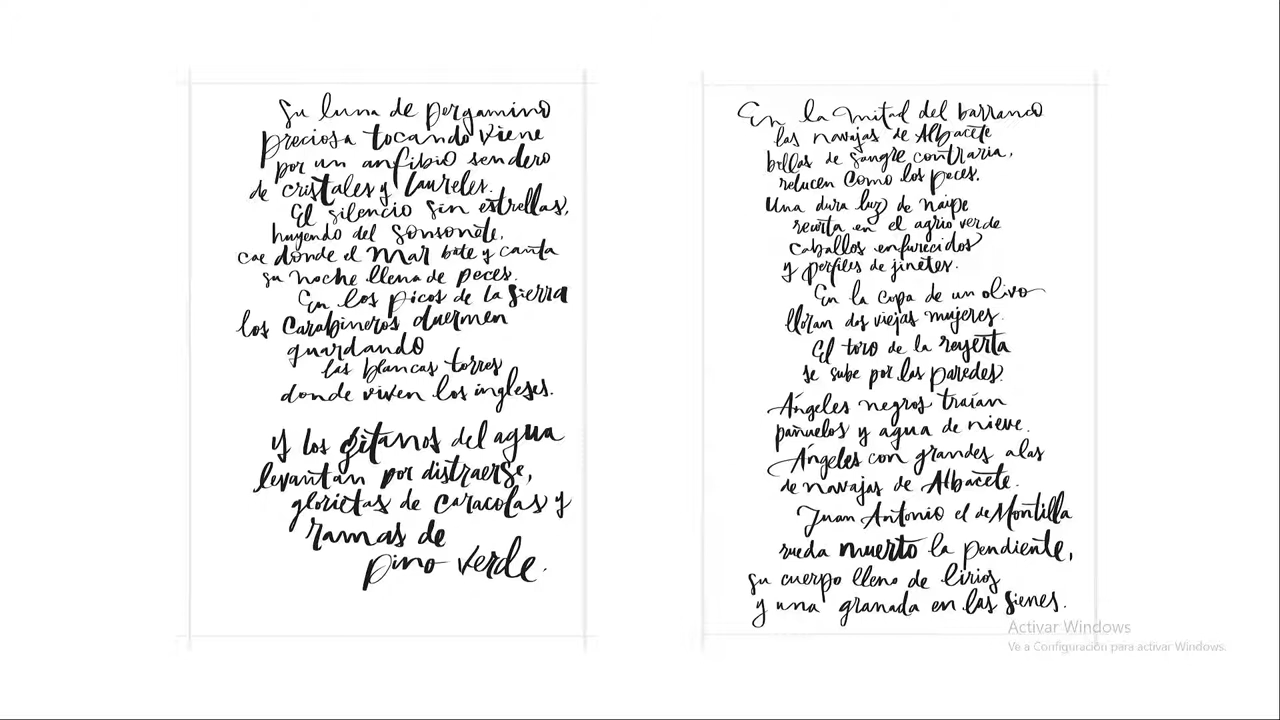 Su luna de pergamino
preciosa tocando viene
por un anfibio sendero
de cristales y laureles.
El silencio sin estrellas,
huyendo del sonsonete,
cae donde el mar bate y canta
su noche llena de peces.
En los picos de la sierra
los carabineros duermen
guardando
las blancas torres
donde viven los ingleses.
y los gitanos del agua
levantan por distraerse,
glorietas de caracolas y
ramas de
pino verde.
En la mitad del barranco
las navajas de Albacete
bellas de sangre contraria,
relucen como los peces.
Una dura luz de naipe
recorta en el agrio verde
caballos enfurecidos
y perfiles de jinetes.
En la copa de un olivo
lloran dos viejas mujeres.
El toro de la reyerta
se sube por las paredes.
Ángeles negros traían
pañuelos y agua de nieve.
Ángeles con grandes alas
de navajas de Albacete.
Juan Antonio el de Montilla
rueda muerto la pendiente,
su cuerpo lleno de lirios
y una granada en las sienes.
Activar Windows
Ve a Configuración para activar Windows.